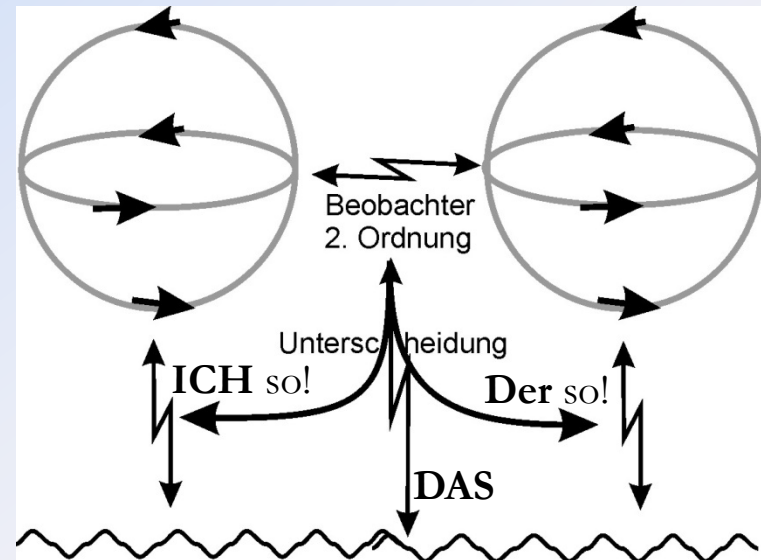 Beobachter
2. Ordnung
Unterscheidung
ICH so!
Der so!
DAS